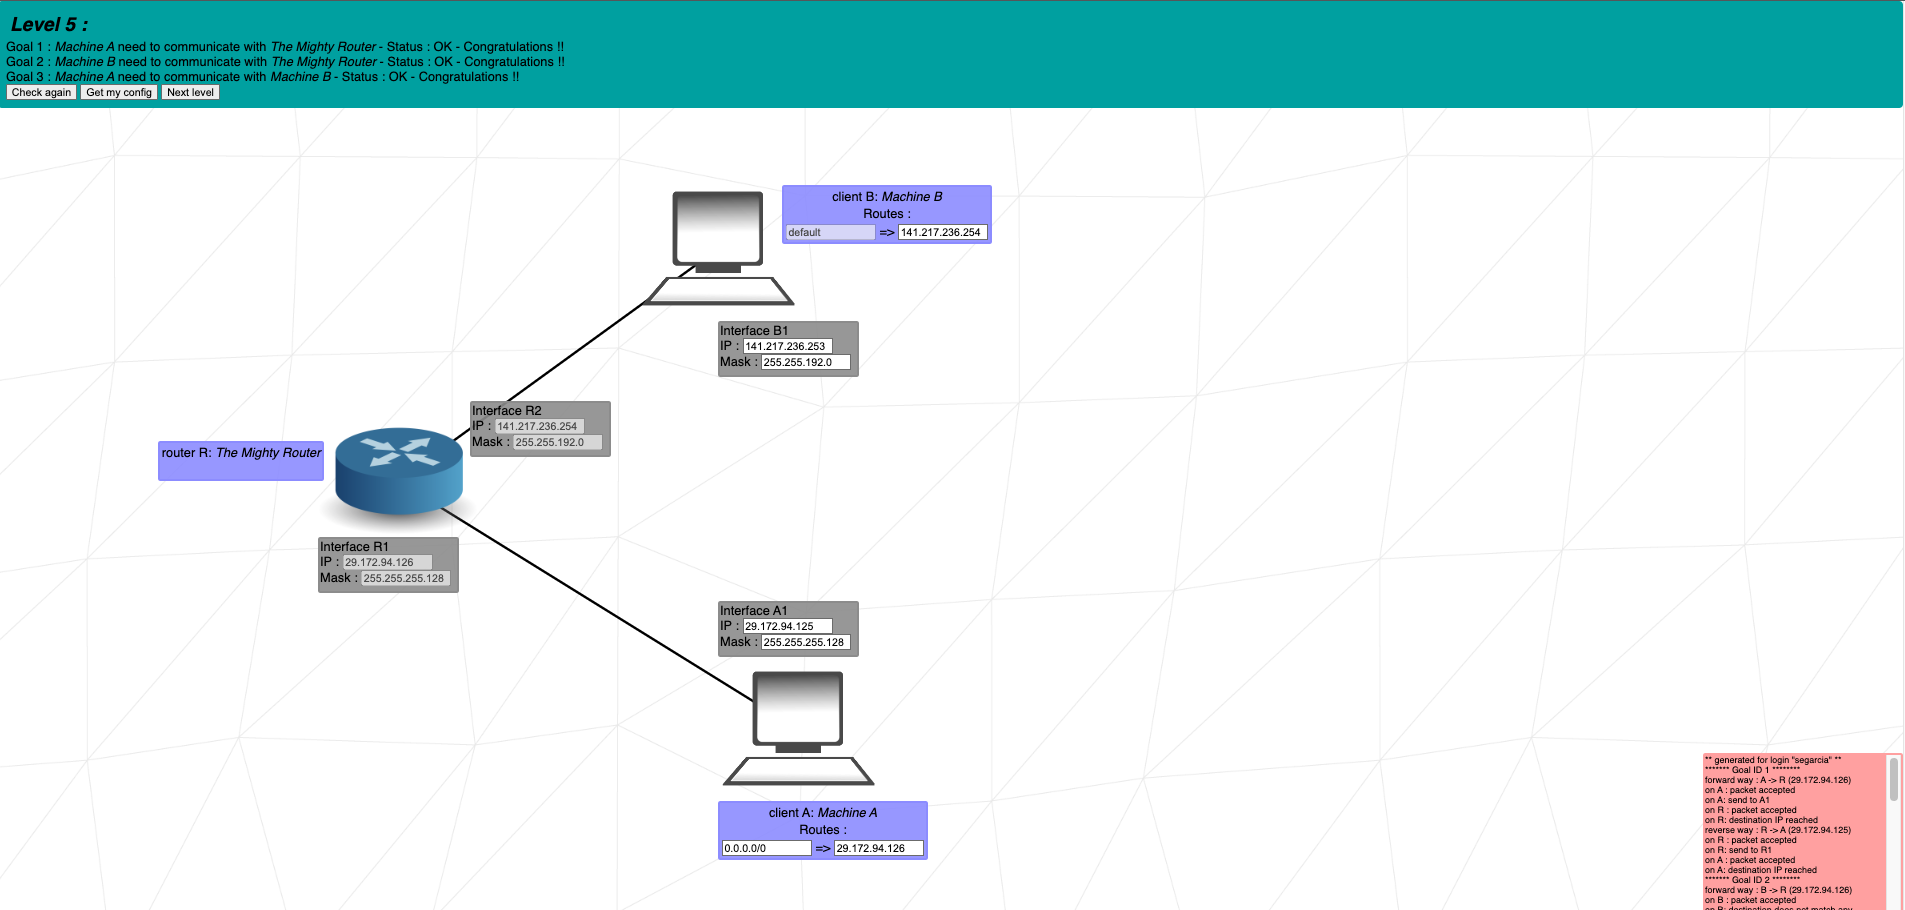 Level 5 :
Goal 1 : Machine A need to communicate with The Mighty Router - Status : OK - Congratulations !!
Goal 2 : Machine B need to communicate with The Mighty Router - Status : OK - Congratulations !!
Goal 3 : Machine A need to communicate with Machine B - Status : OK - Congratulations !!
Check again Get my config Next level
client B: Machine B
Routes :
default => 141.217.236.254
Interface B1
IP : 141.217.236.253
Mask : 255.255.192.0
Interface R2
IP : 141.217.236.254
Mask : 255.255.192.0
router R: The Mighty Router
Interface R1
IP : 29.172.94.126
Mask : 255.255.255.128
Interface A1
IP : 29.172.94.125
Mask : 255.255.255.128
client A: Machine A
Routes :
0.0.0.0/0 => 29.172.94.126
** generated for login "segarcia" **
******* Goal ID 1 ********
forward way : A -> R (29.172.94.126)
on A : packet accepted
on A: send to A1
on R : packet accepted
on R: destination IP reached
reverse way : R -> A (29.172.94.125)
on R : packet accepted
on R: send to R1
on A : packet accepted
on A: destination IP reached
******* Goal ID 2 ********
forward way : B -> R (29.172.94.126)
on B : packet accepted
on B: destination does not match any